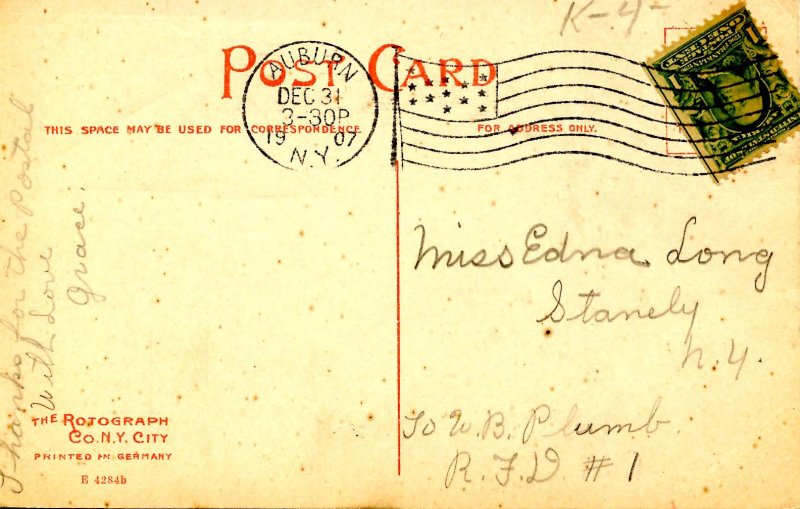 K-4-
POST CARD
AUBURN
DEC 31
3-30P
19 07
N.Y.
THIS SPACE MAY BE USED FOR CORRESPONDENCE
FOR ADDRESS ONLY.
Thanks for the Postal
With Love
Grace.
Miss Edna Long
Stanely
N.Y.
W.B. Plumb
R.F.D. #1
THE ROTOGRAPH
CO. N.Y. CITY
PRINTED IN GERMANY
E 4284b